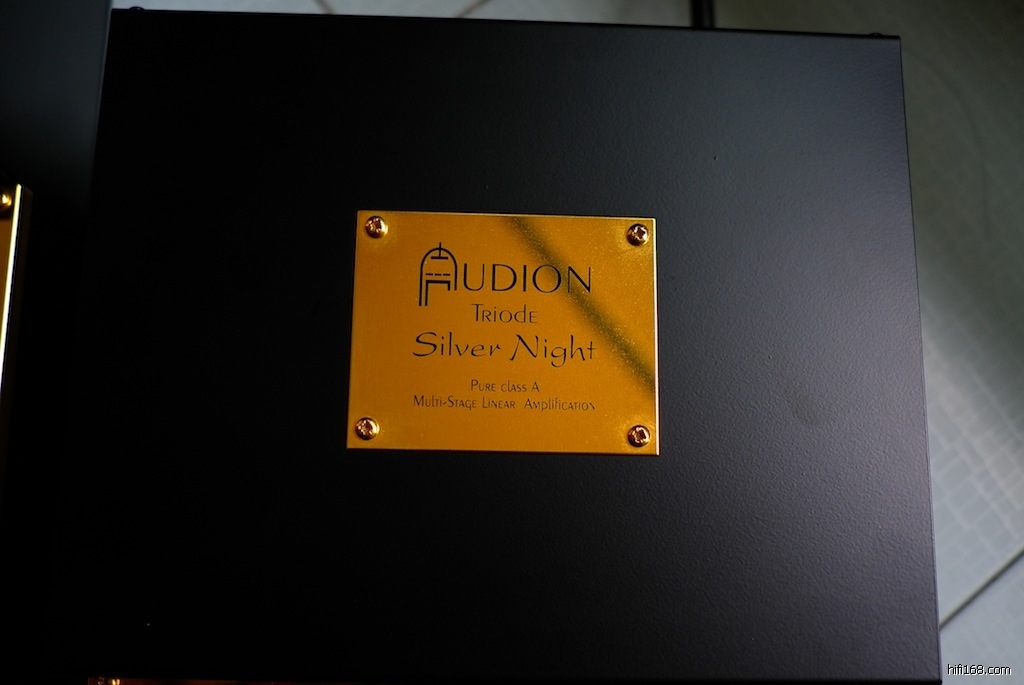 AUDION
TRIODE
Silver Night
PURE CLASS A
MULTI-STAGE LINEAR AMPLIFICATION
hifi168.com